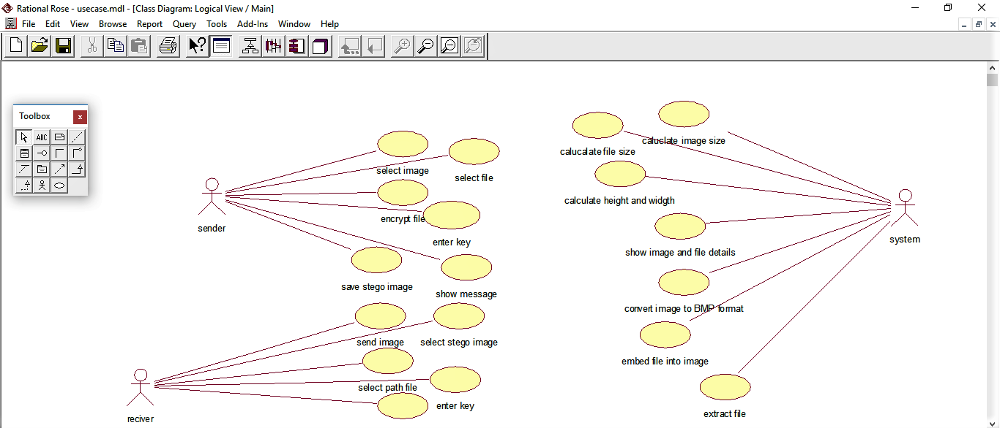 Rational Rose - usecase.mdl - [Class Diagram: Logical View / Main]
File Edit View Browse Report Query Tools Add-Ins Window Help
Toolbox
ABC
select image
select file
encrypt file
enter key
sender
save stego image
show message
send image
select stego image
select path file
enter key
reciver
caluclate image size
calucalate file size
calculate height and widgth
show image and file details
system
convert image to BMP format
embed file into image
extract file